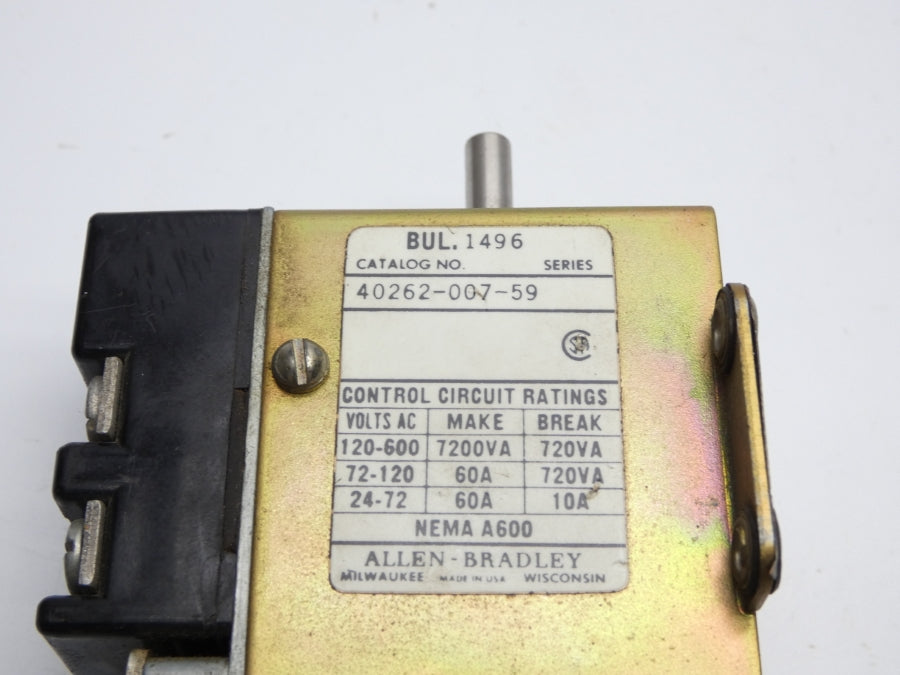 BUL. 1496
CATALOG NO. SERIES
40262-007-59
CSA
CONTROL CIRCUIT RATINGS
VOLTS AC MAKE BREAK
120-600 7200VA 720VA
72-120 60A 720VA
24-72 60A 10A
NEMA A600
ALLEN-BRADLEY
MILWAUKEE MADE IN USA WISCONSIN